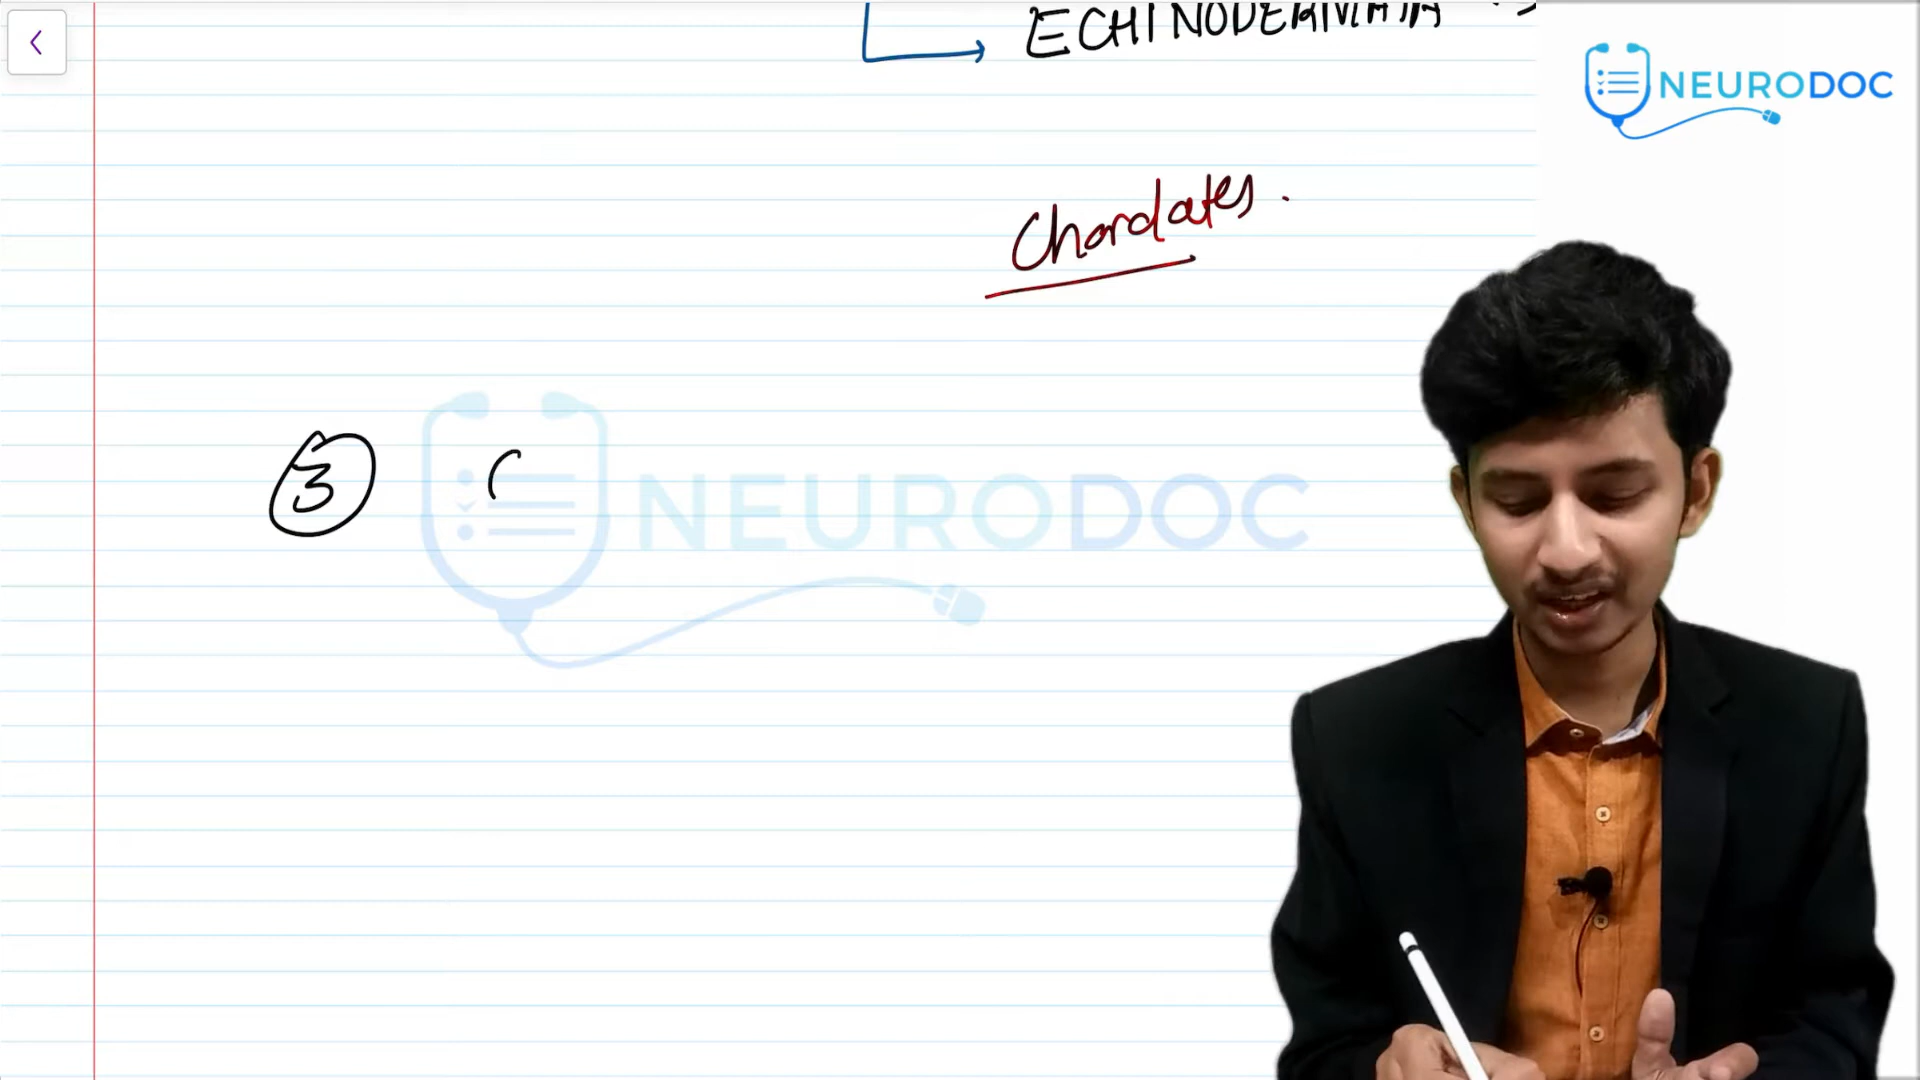 ECHINODERMATA
NEURODOC
Chordates.
3 C
NEURODOC